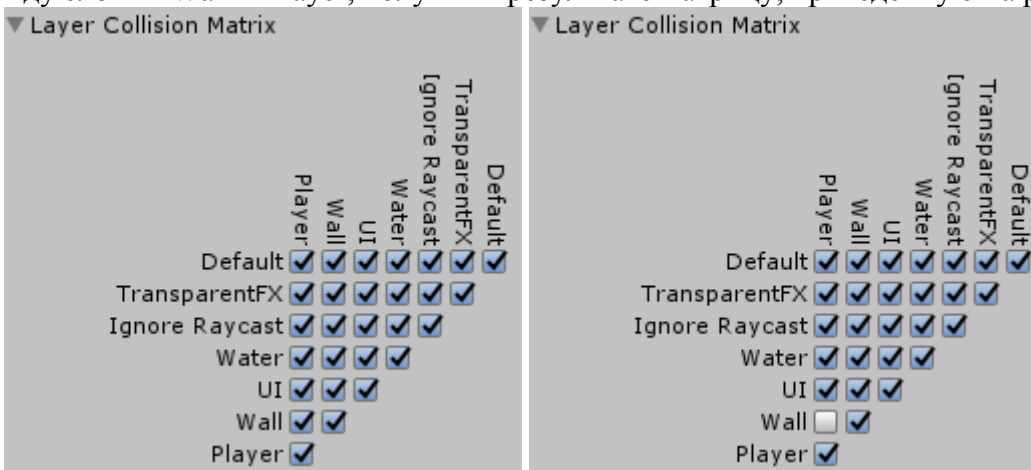 Layer Collision Matrix
Player
Wall
UI
Water
Ignore Raycast
TransparentFX
Default
Default
TransparentFX
Ignore Raycast
Water
UI
Wall
Player
Layer Collision Matrix
Player
Wall
UI
Water
Ignore Raycast
TransparentFX
Default
Default
TransparentFX
Ignore Raycast
Water
UI
Wall
Player